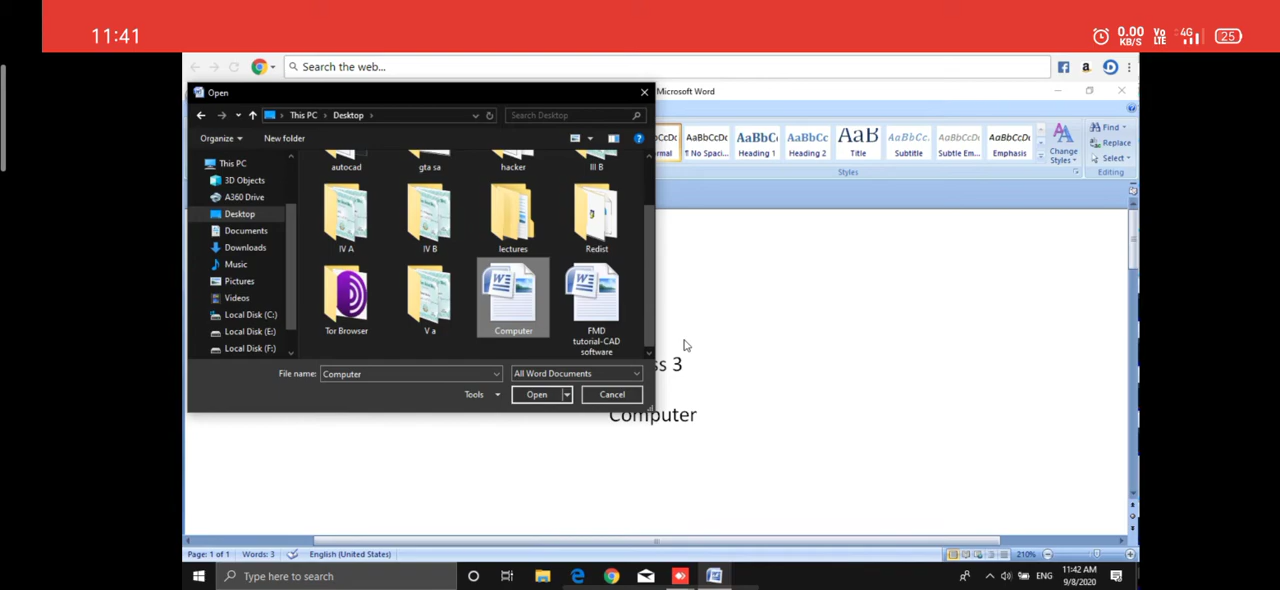 11:41
0.00 KB/S Vo LTE 4G 25
Search the web...
Open
Microsoft Word
This PC Desktop
Search Desktop
Organize New folder
Find
Replace
Select
Editing
AaBbCc AaBbCc AaB AaBbCc. AaBbCcDc AaBbCcDc
¶ No Spaci... Heading 1 Heading 2 Title Subtitle Subtle Em... Emphasis
Change Styles
Styles
This PC
3D Objects
A360 Drive
Desktop
Documents
Downloads
Music
Pictures
Videos
Local Disk (C:)
Local Disk (E:)
Local Disk (F:)
autocad gta sa hacker III B
IV A IV B lectures Redist
Tor Browser V a Computer FMD tutorial-CAD software
File name: Computer All Word Documents
Tools Open Cancel
ss 3
Computer
Page: 1 of 1 Words: 3 English (United States) 210%
Type here to search
ENG 11:42 AM
9/8/2020